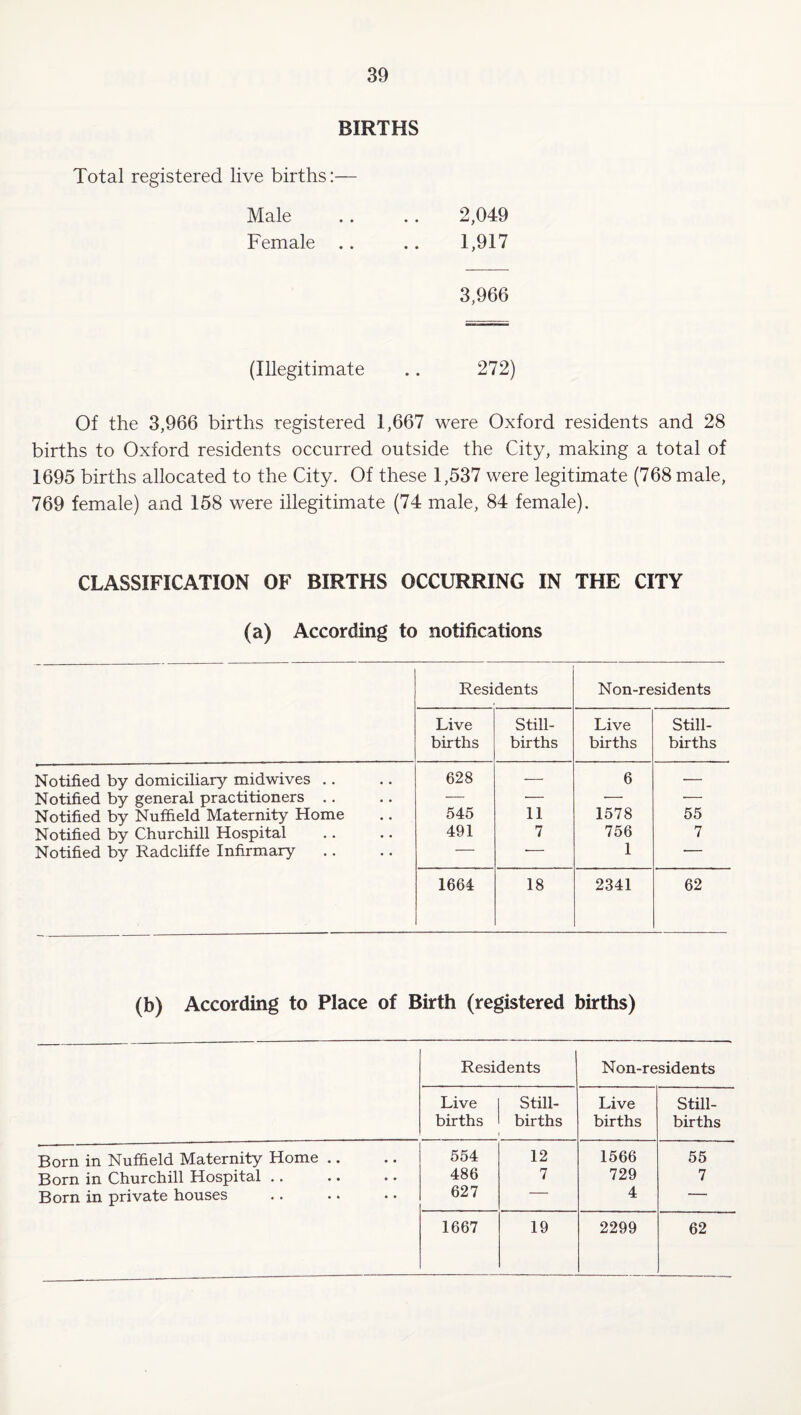 39
BIRTHS
Total registered live births:—
Male .. .. 2,049
Female .. .. 1,917
3,966
(Illegitimate .. 272)
Of the 3,966 births registered 1,667 were Oxford residents and 28
births to Oxford residents occurred outside the City, making a total of
1695 births allocated to the City. Of these 1,537 were legitimate (768 male,
769 female) and 158 were illegitimate (74 male, 84 female).
CLASSIFICATION OF BIRTHS OCCURRING IN THE CITY
(a) According to notifications
Residents Non-residents
Live births Still-births Live births Still-births
Notified by domiciliary midwives .. .. 628 — 6 —
Notified by general practitioners .. .. — — — —
Notified by Nuffield Maternity Home .. 545 11 1578 55
Notified by Churchill Hospital .. .. 491 7 756 7
Notified by Radcliffe Infirmary .. .. — — 1 —
1664 18 2341 62
(b) According to Place of Birth (registered births)
Residents Non-residents
Live births Still-births Live births Still-births
Born in Nuffield Maternity Home .. .. 554 12 1566 55
Born in Churchill Hospital .. .. .. 486 7 729 7
Born in private houses .. .. .. 627 — 4 —
1667 19 2299 62